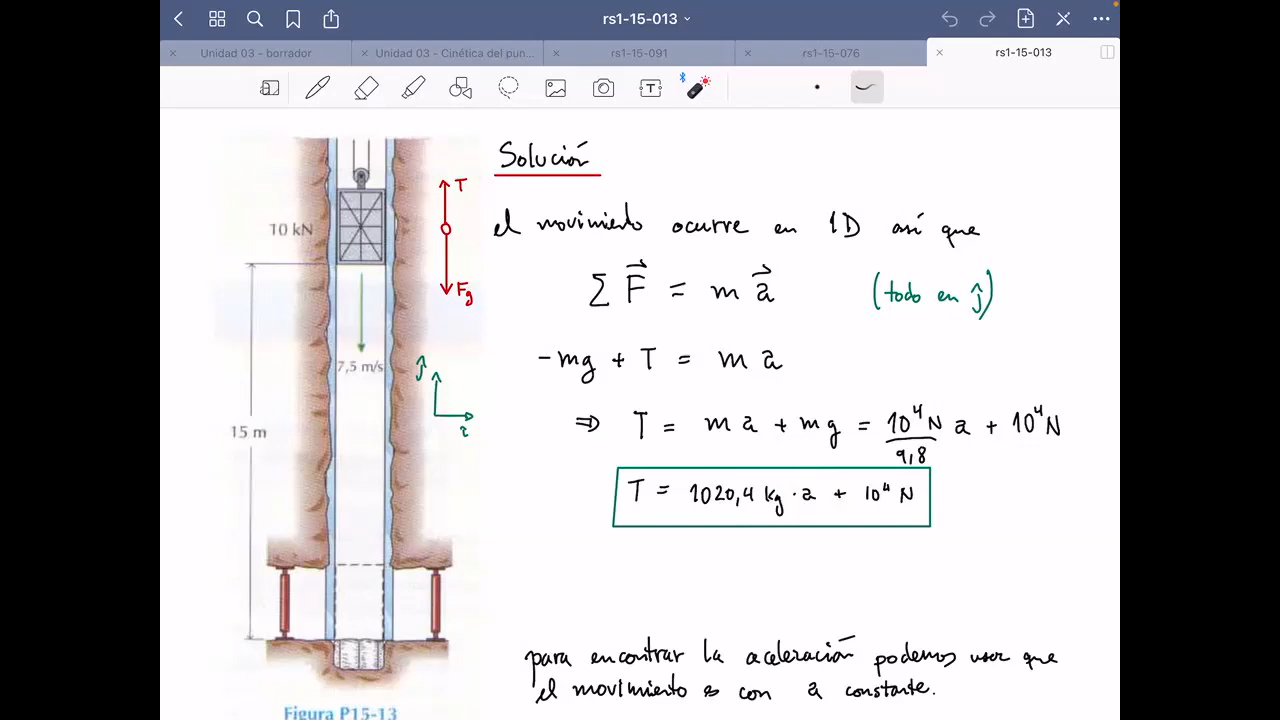 rs1-15-013
Unidad 03 - borrador
Unidad 03 - Cinética del pun...
rs1-15-091
rs1-15-076
rs1-15-013
Solución
el movimiento ocurre en 1D así que
Σ F⃗ = m a⃗ (todo en ĵ)
-mg + T = m a
⇒ T = m a + mg = 10⁴N/9,8 a + 10⁴N
T = 1020,4 kg · a + 10⁴ N
para encontrar la aceleración podemos usar que
el movimiento es con a constante.
T
10 kN
Fg
7,5 m/s
ĵ
î
15 m
Figura P15-13